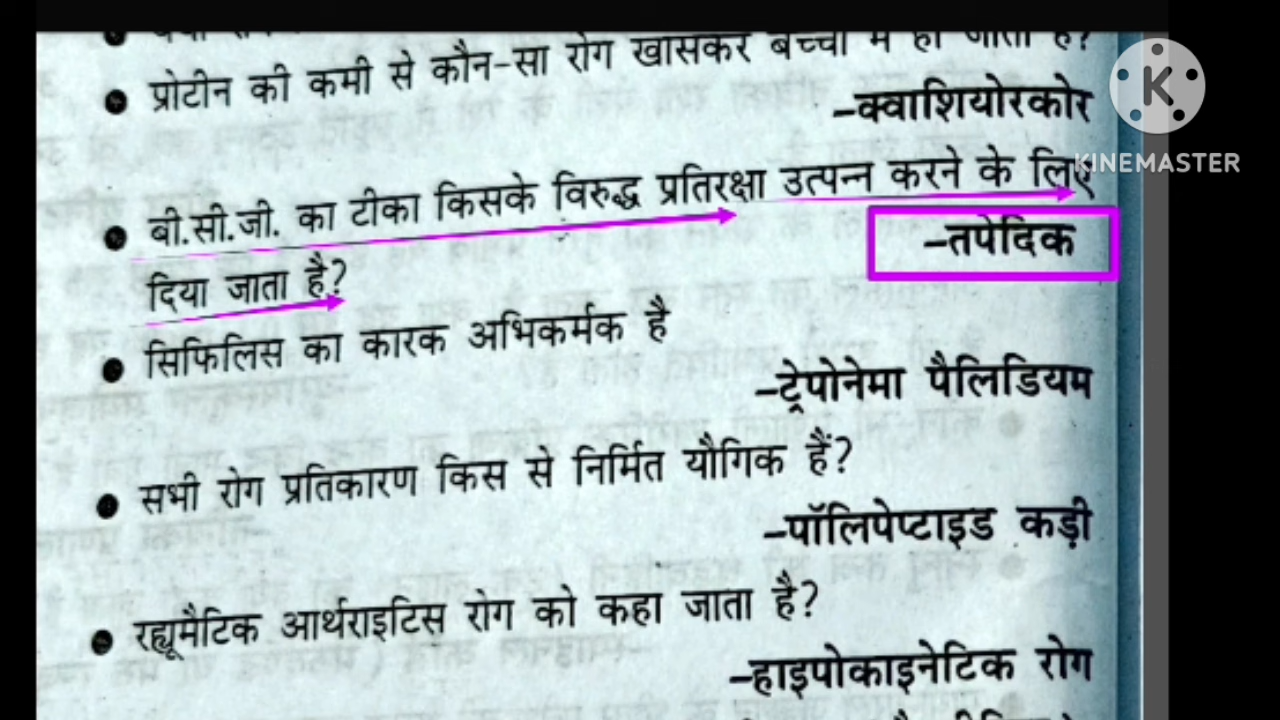 प्रोटीन की कमी से कौन-सा रोग खासकर बच्चों में हो जाता है?
-क्वाशियोरकोर
K
KINEMASTER
बी.सी.जी. का टीका किसके विरुद्ध प्रतिरक्षा उत्पन्न करने के लिए
-तपेदिक
दिया जाता है?
सिफिलिस का कारक अभिकर्मक है
-ट्रेपोनेमा पैलिडियम
सभी रोग प्रतिकारण किस से निर्मित यौगिक हैं?
-पॉलिपेप्टाइड कड़ी
रह्यूमैटिक आर्थराइटिस रोग को कहा जाता है?
-हाइपोकाइनेटिक रोग